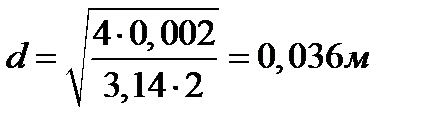 d = √(4·0,002 / 3,14·2) = 0,036м